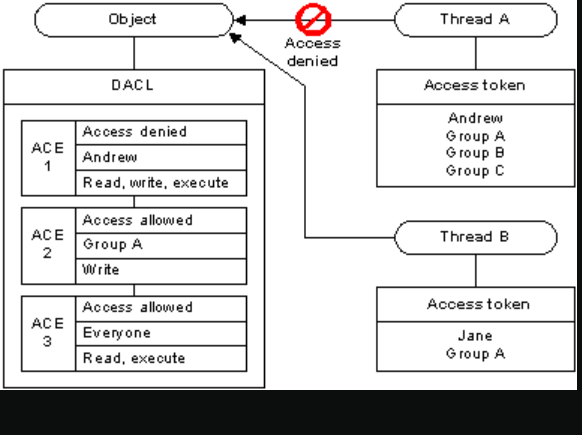 Object
Access
denied
Thread A
DACL
ACE
1
Access denied
Andrew
Read, write, execute
ACE
2
Access allowed
Group A
Write
ACE
3
Access allowed
Everyone
Read, execute
Access token
Andrew
Group A
Group B
Group C
Thread B
Access token
Jane
Group A